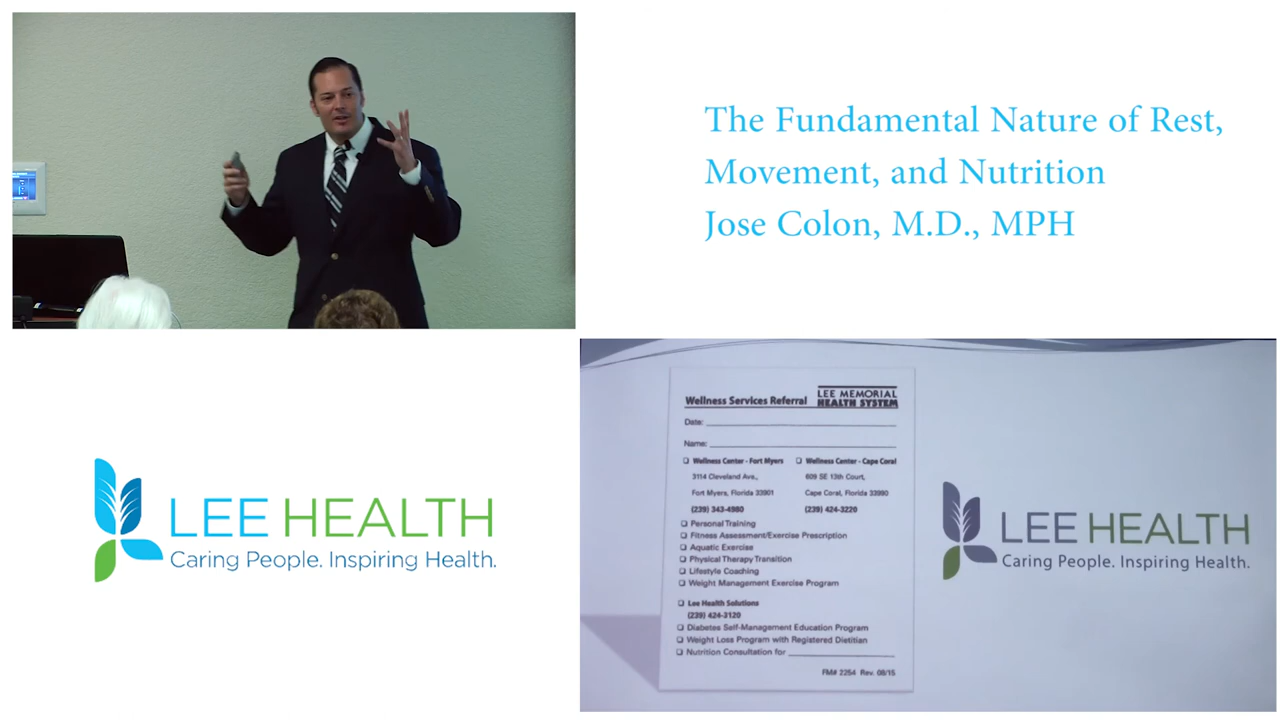 The Fundamental Nature of Rest,
Movement, and Nutrition
Jose Colon, M.D., MPH
LEE HEALTH
Caring People. Inspiring Health.
Wellness Services Referral
LEE MEMORIAL
HEALTH SYSTEM
Date:
Name:
Wellness Center - Fort Myers
3114 Cleveland Ave.,
Fort Myers, Florida 33901
(239) 343-4980
Wellness Center - Cape Coral
609 SE 13th Court,
Cape Coral, Florida 33990
(239) 424-3220
Personal Training
Fitness Assessment/Exercise Prescription
Aquatic Exercise
Physical Therapy Transition
Lifestyle Coaching
Weight Management Exercise Program
Lee Health Solutions
(239) 424-3120
Diabetes Self-Management Education Program
Weight Loss Program with Registered Dietitian
Nutrition Consultation for
FM# 2254 Rev. 08/15
LEE HEALTH
Caring People. Inspiring Health.